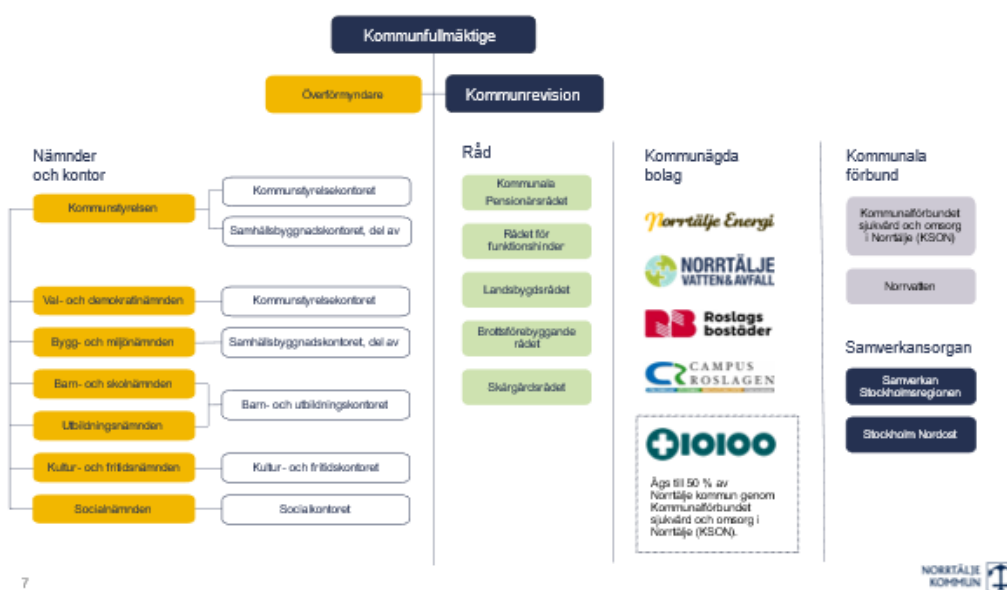 Kommunfullmäktige
Överförmyndare
Kommunrevision
Nämnder
och kontor
Kommunstyrelsen
Kommunstyrelsekontoret
Samhällsbyggnadskontoret, del av
Val- och demokratinämnden
Kommunstyrelsekontoret
Bygg- och miljönämnden
Samhällsbyggnadskontoret, del av
Barn- och skolnämnden
Utbildningsnämnden
Barn- och utbildningskontoret
Kultur- och fritidsnämnden
Kultur- och fritidskontoret
Socialnämnden
Socialkontoret
Råd
Kommunala
Pensionärsrådet
Rådet för
funktionshinder
Landsbygdsrådet
Brottsförebyggande
rådet
Skärgårdsrådet
Kommunägda
bolag
Norrtälje Energi
NORRTÄLJE
VATTEN & AVFALL
Roslags
bostäder
CAMPUS
ROSLAGEN
10100
Ägs till 50 % av
Norrtälje kommun genom
Kommunalförbundet
sjukvård och omsorg i
Norrtälje (KSON).
Kommunala
förbund
Kommunalförbundet
sjukvård och omsorg
i Norrtälje (KSON)
Norrvatten
Samverkansorgan
Samverkan
Stockholmsregionen
Stockholm Nordost
7
NORRTÄLJE
KOMMUN